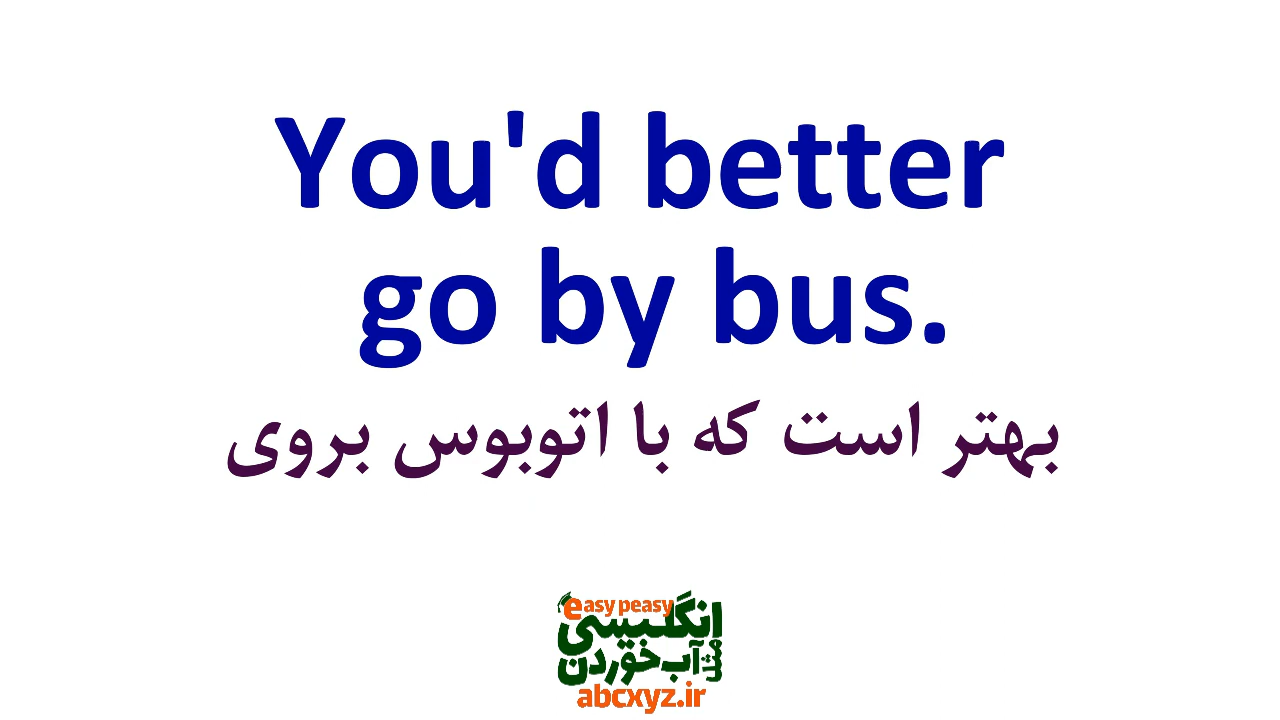 You'd better
go by bus.
بهتر است که با اتوبوس بروی
easy peasy
انگلیسی
مثل آب خوردن
abcxyz.ir